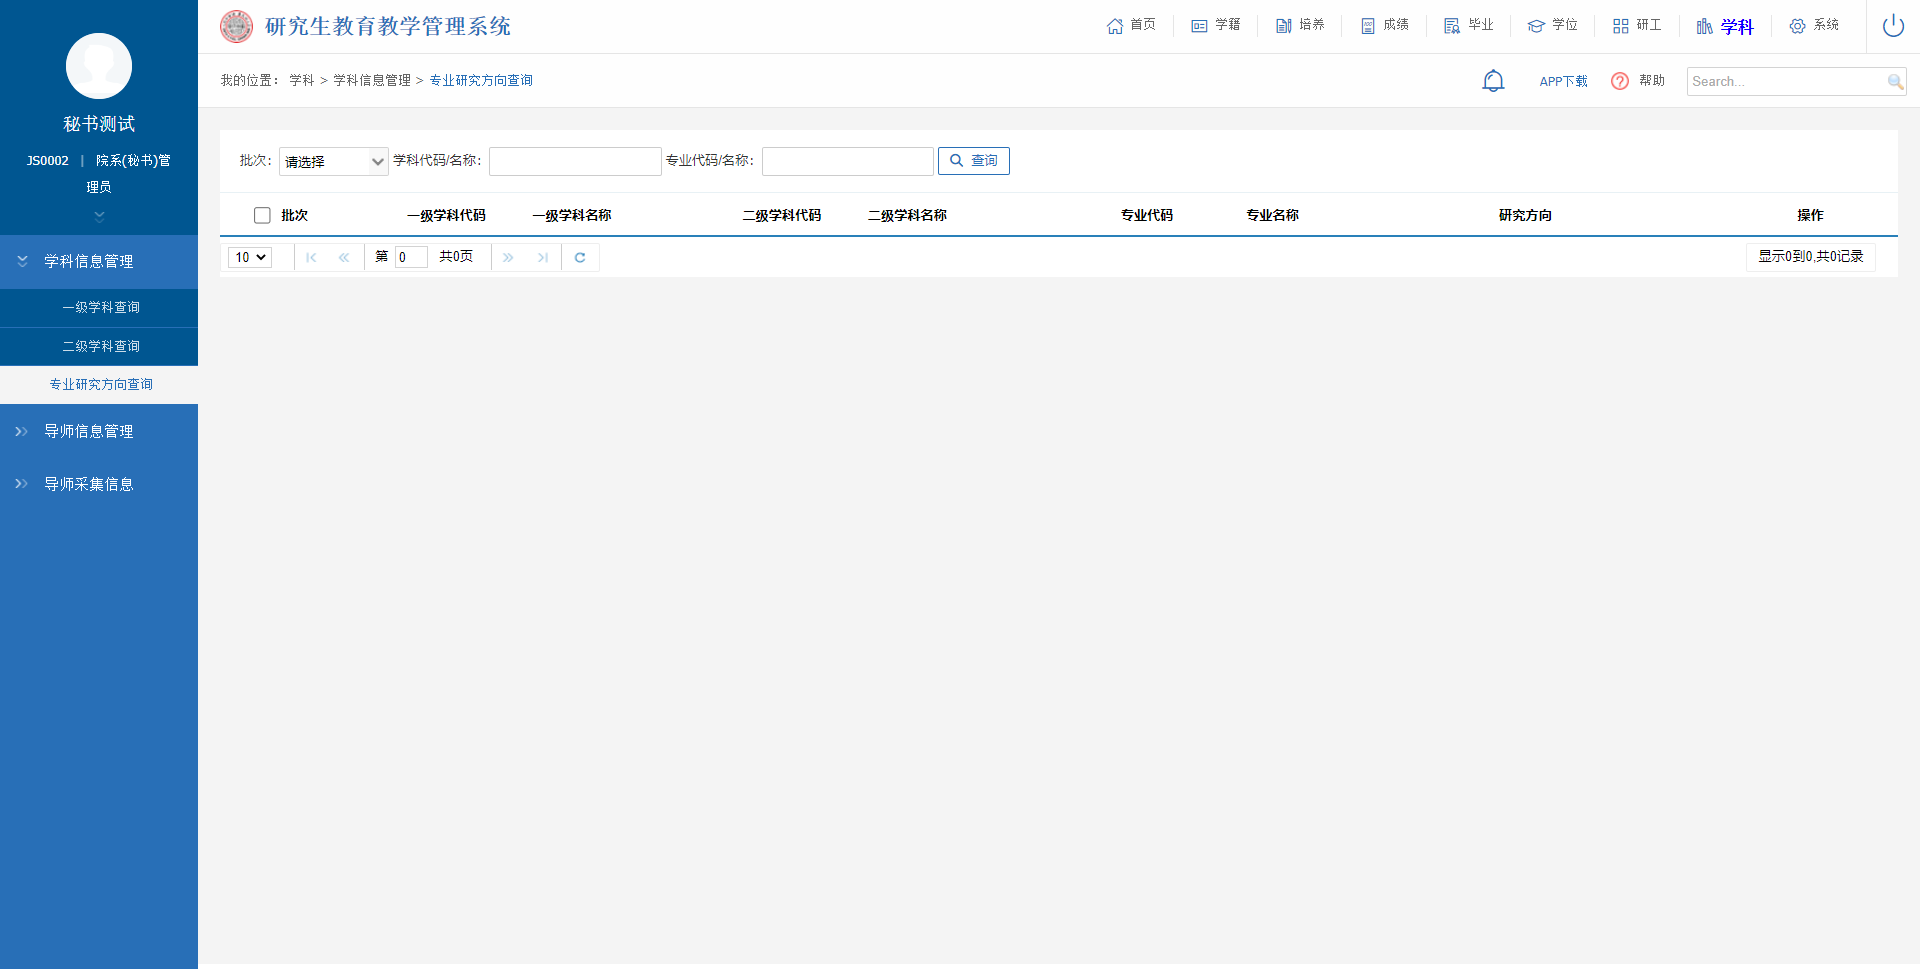 研究生教育教学管理系统
首页
学籍
培养
成绩
毕业
学位
研工
学科
系统
秘书测试
JS0002 | 院系(秘书)管
理员
我的位置： 学科 > 学科信息管理 > 专业研究方向查询
APP下载
帮助
Search...
学科信息管理
一级学科查询
二级学科查询
专业研究方向查询
导师信息管理
导师采集信息
批次： 请选择 学科代码/名称： 专业代码/名称： 查询
批次 一级学科代码 一级学科名称 二级学科代码 二级学科名称 专业代码 专业名称 研究方向 操作
10 第 0 共0页 显示0到0,共0记录